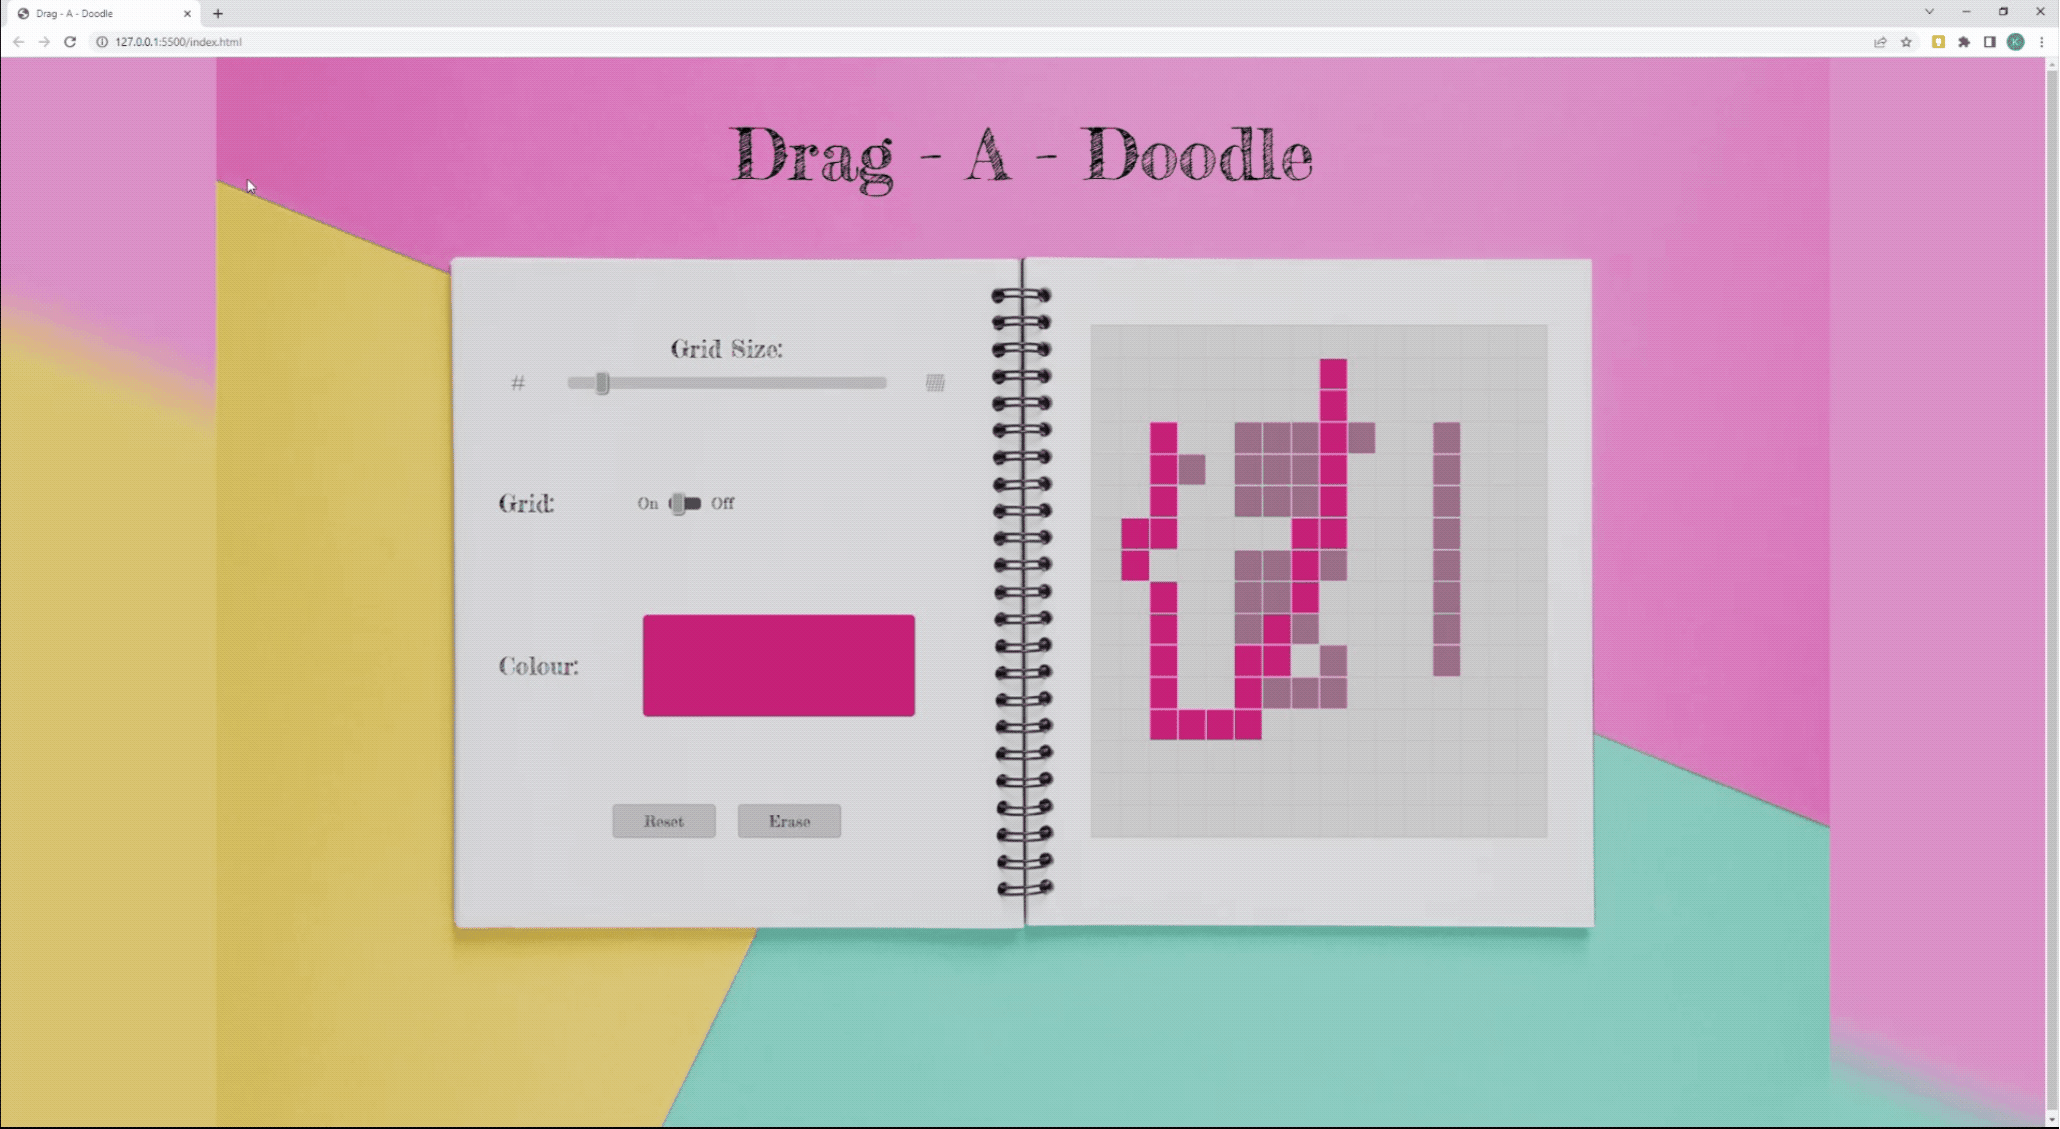 Drag - A - Doodle
127.0.0.1:5500/index.html
K
Drag - A - Doodle
Grid Size:
#
Grid:
On
Off
Colour:
Reset
Erase